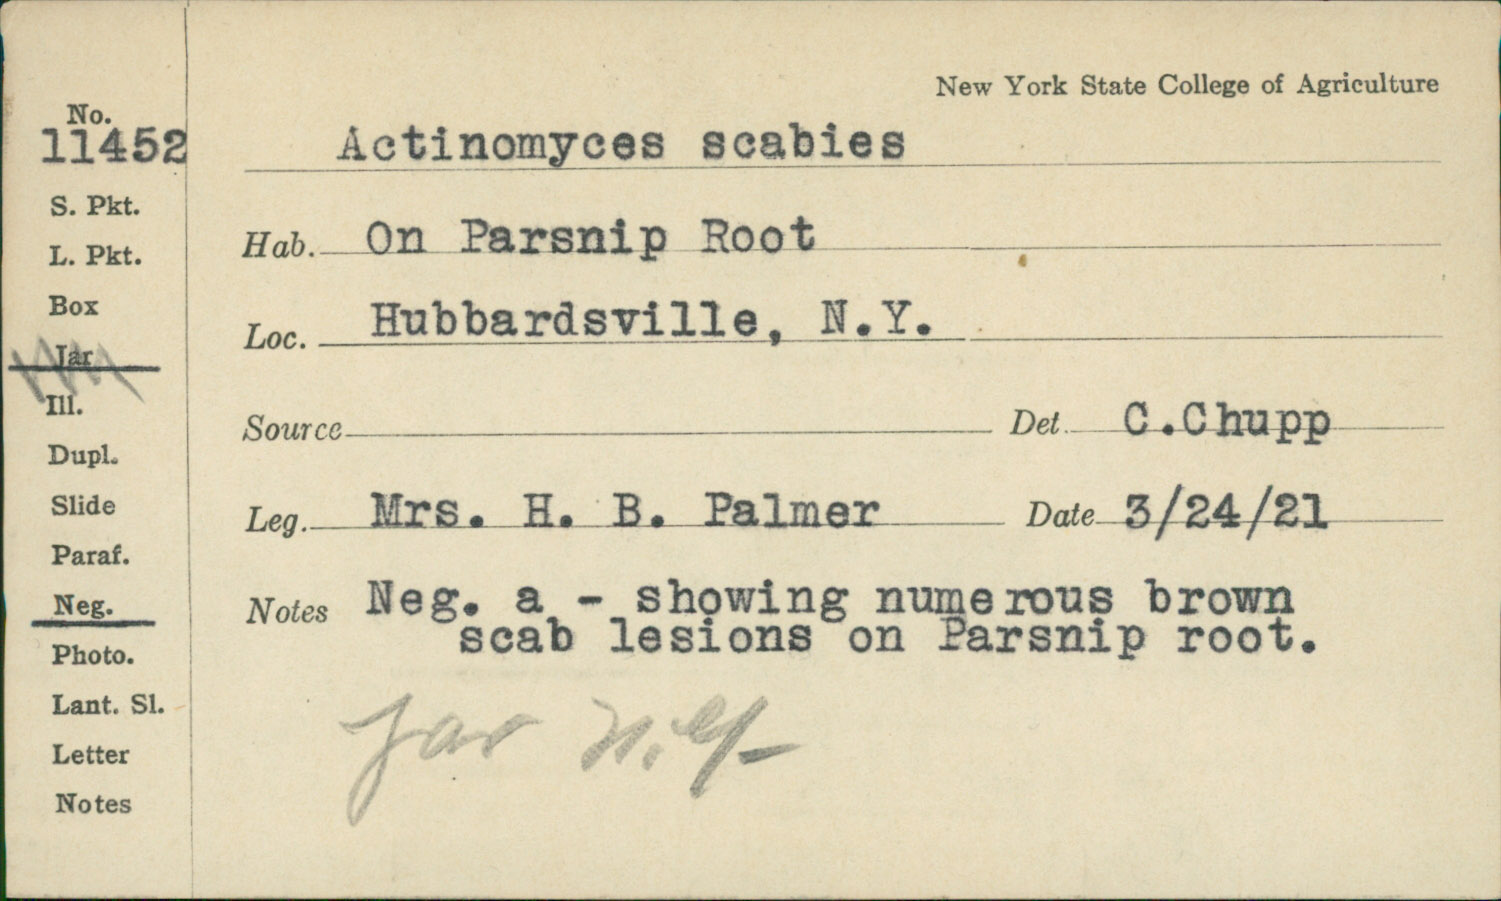 New York State College of Agriculture
No.
11452
Actinomyces scabies
S. Pkt.
L. Pkt.
Box
Jar
Ill.
Dupl.
Slide
Paraf.
Neg.
Photo.
Lant. Sl.
Letter
Notes
Hab. On Parsnip Root
Loc. Hubbardsville, N.Y.
Source
Det. C.Chupp
Leg. Mrs. H. B. Palmer
Date 3/24/21
Notes Neg. a - showing numerous brown
scab lesions on Parsnip root.
Jar